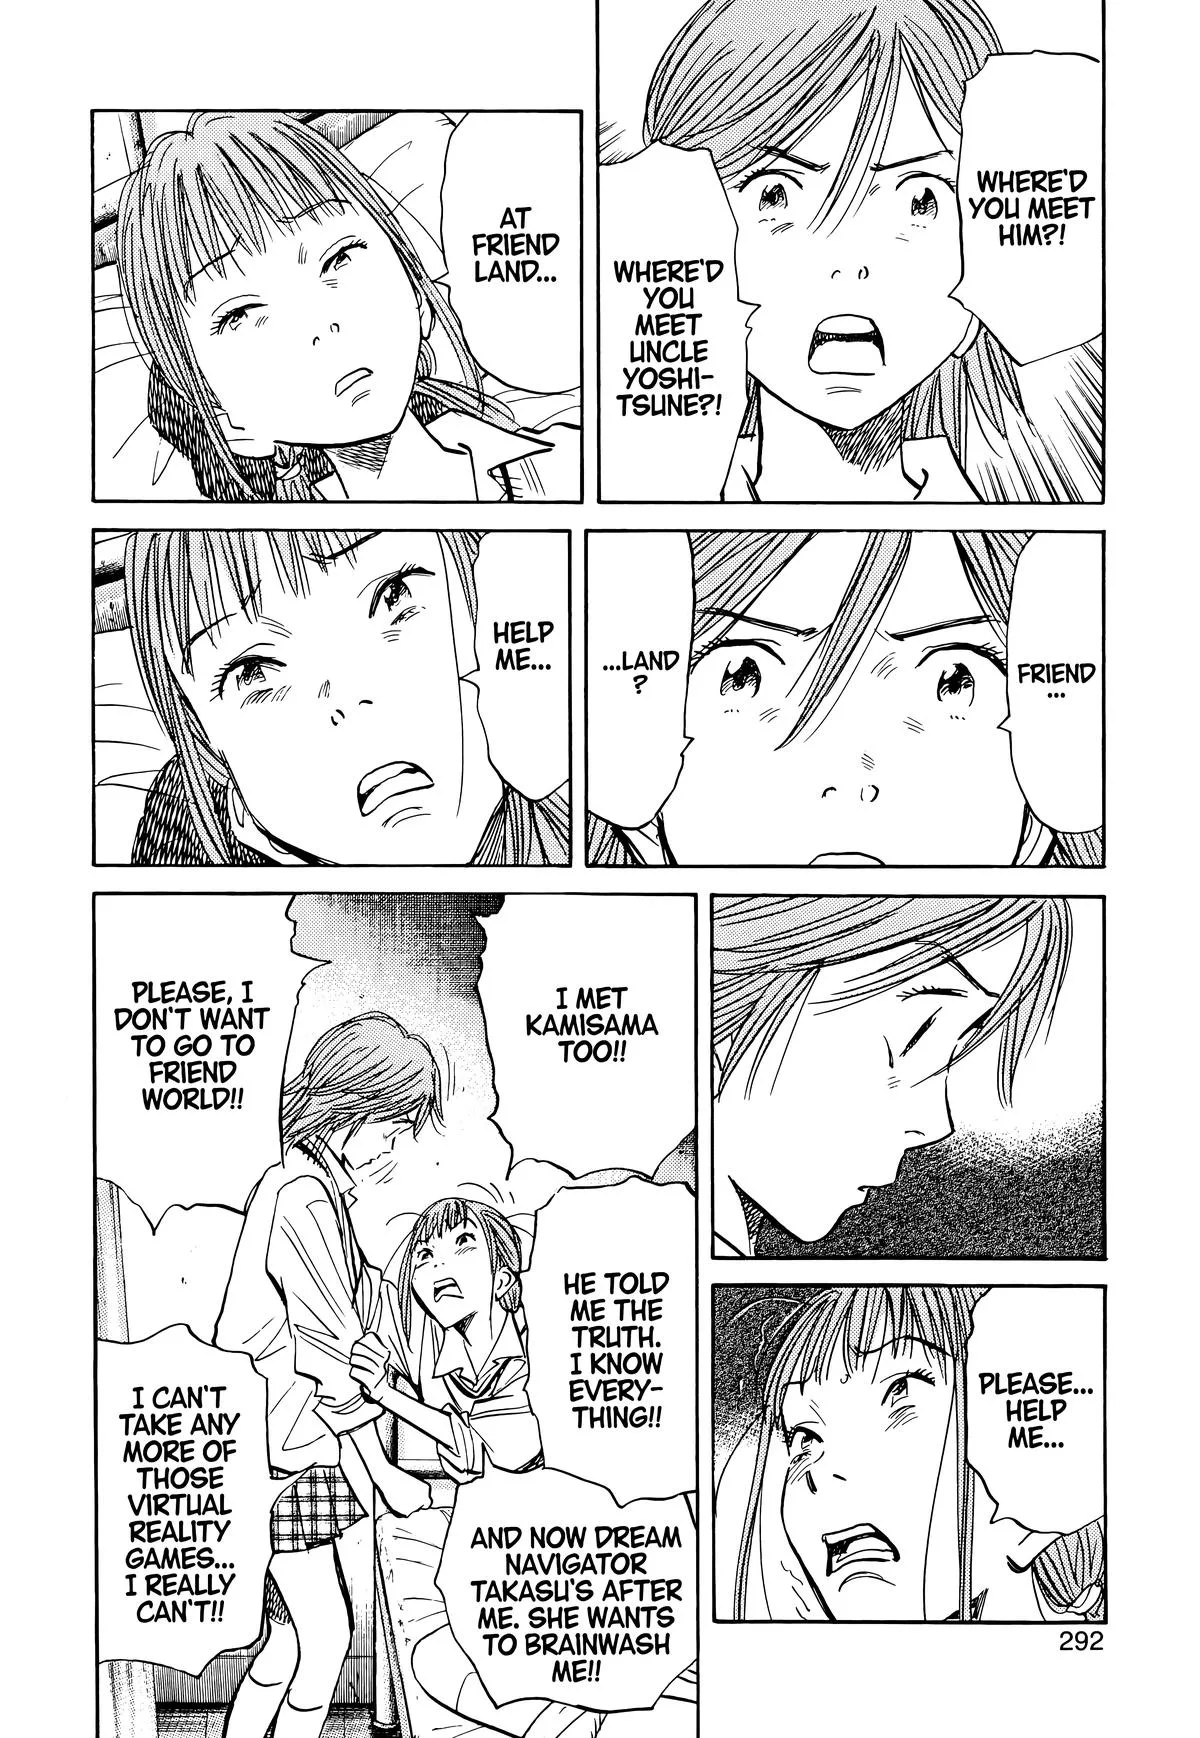 WHERE'D
YOU MEET
HIM?!
WHERE'D
YOU
MEET
UNCLE
YOSHI-
TSUNE?!
AT
FRIEND
LAND...
FRIEND
...
...LAND
?
HELP
ME...
PLEASE...
HELP
ME...
I MET
KAMISAMA
TOO!!
HE TOLD
ME THE
TRUTH.
I KNOW
EVERY-
THING!!
AND NOW DREAM
NAVIGATOR
TAKASU'S AFTER
ME. SHE WANTS
TO BRAINWASH
ME!!
PLEASE, I
DON'T WANT
TO GO TO
FRIEND
WORLD!!
I CAN'T
TAKE ANY
MORE OF
THOSE
VIRTUAL
REALITY
GAMES...
I REALLY
CAN'T!!
292